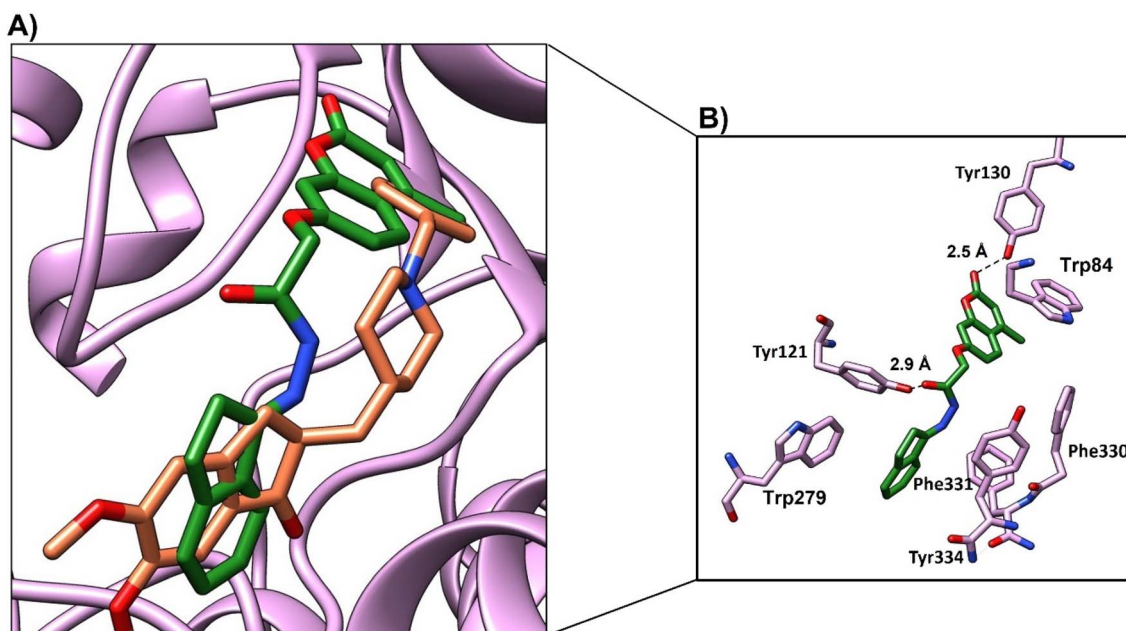 A)
B)
Tyr130
2.5 Å
Trp84
Tyr121
2.9 Å
Phe330
Phe331
Trp279
Tyr334